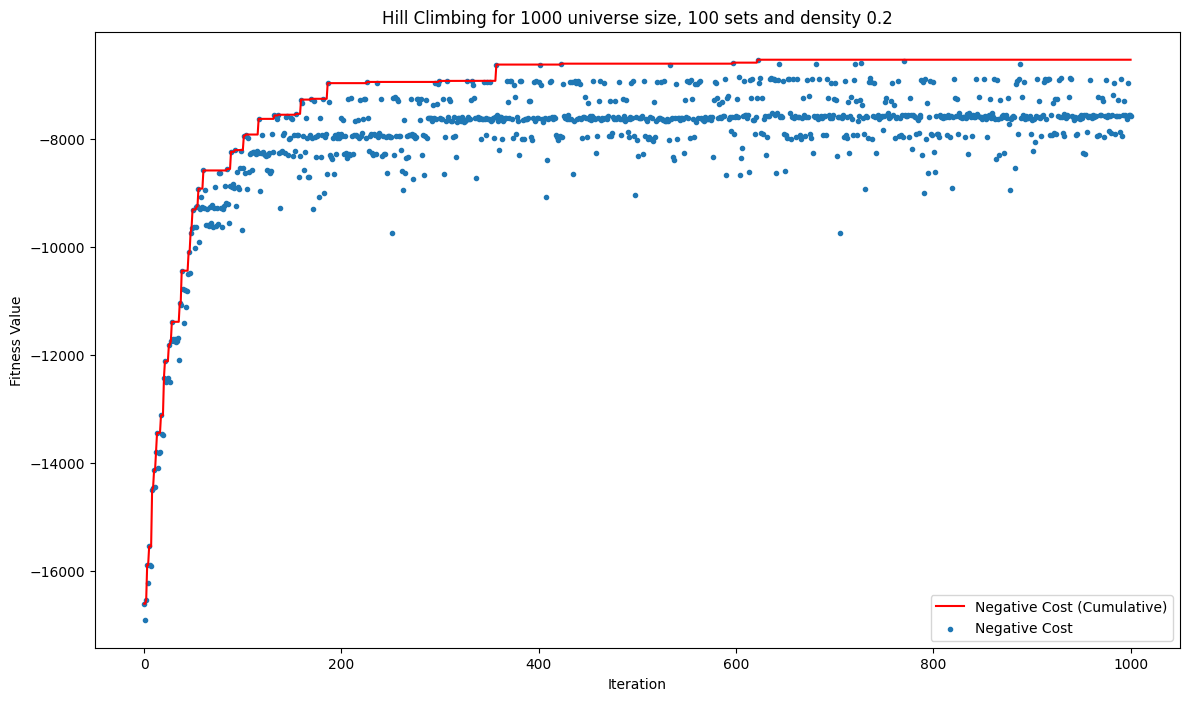 Hill Climbing for 1000 universe size, 100 sets and density 0.2
Fitness Value
−8000
−10000
−12000
−14000
−16000
Negative Cost (Cumulative)
Negative Cost
0 200 400 600 800 1000
Iteration